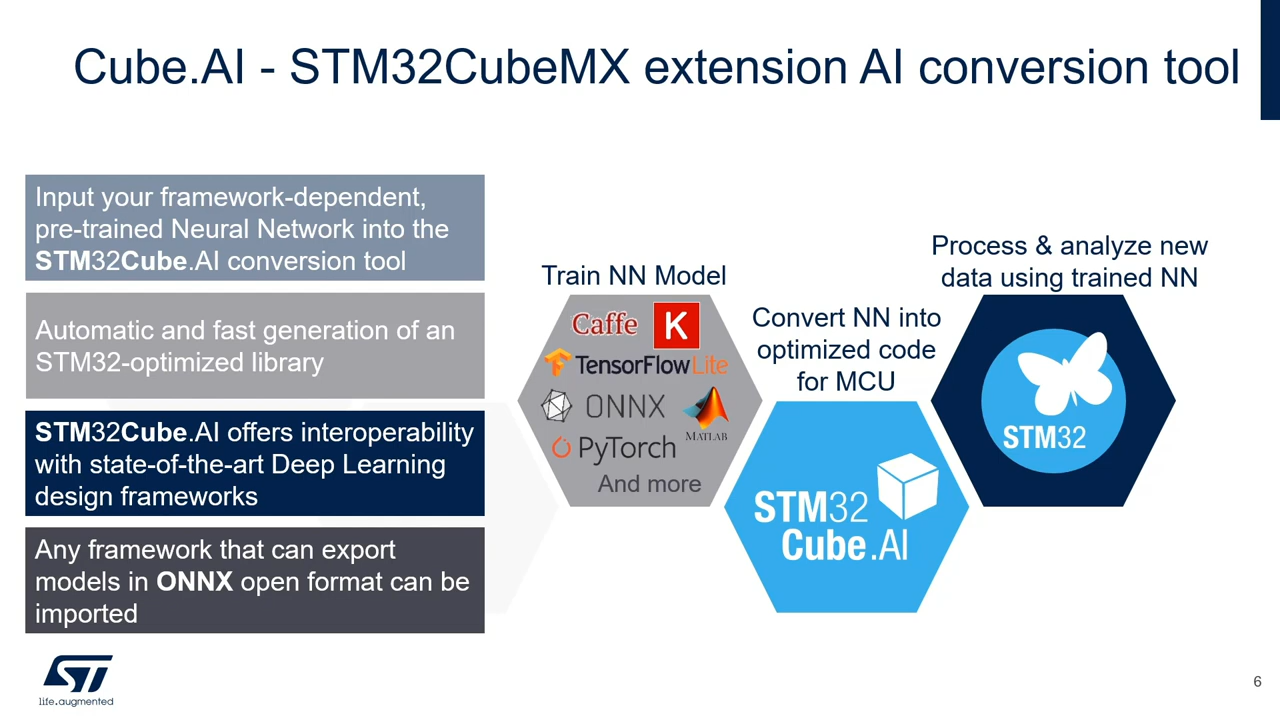 Cube.AI - STM32CubeMX extension AI conversion tool
Input your framework-dependent,
pre-trained Neural Network into the
STM32Cube.AI conversion tool
Automatic and fast generation of an
STM32-optimized library
STM32Cube.AI offers interoperability
with state-of-the-art Deep Learning
design frameworks
Any framework that can export
models in ONNX open format can be
imported
Train NN Model
Caffe K
TensorFlow Lite
ONNX
MATLAB
PyTorch
And more
Convert NN into
optimized code
for MCU
STM32
Cube.AI
Process & analyze new
data using trained NN
STM32
ST
life.augmented
6